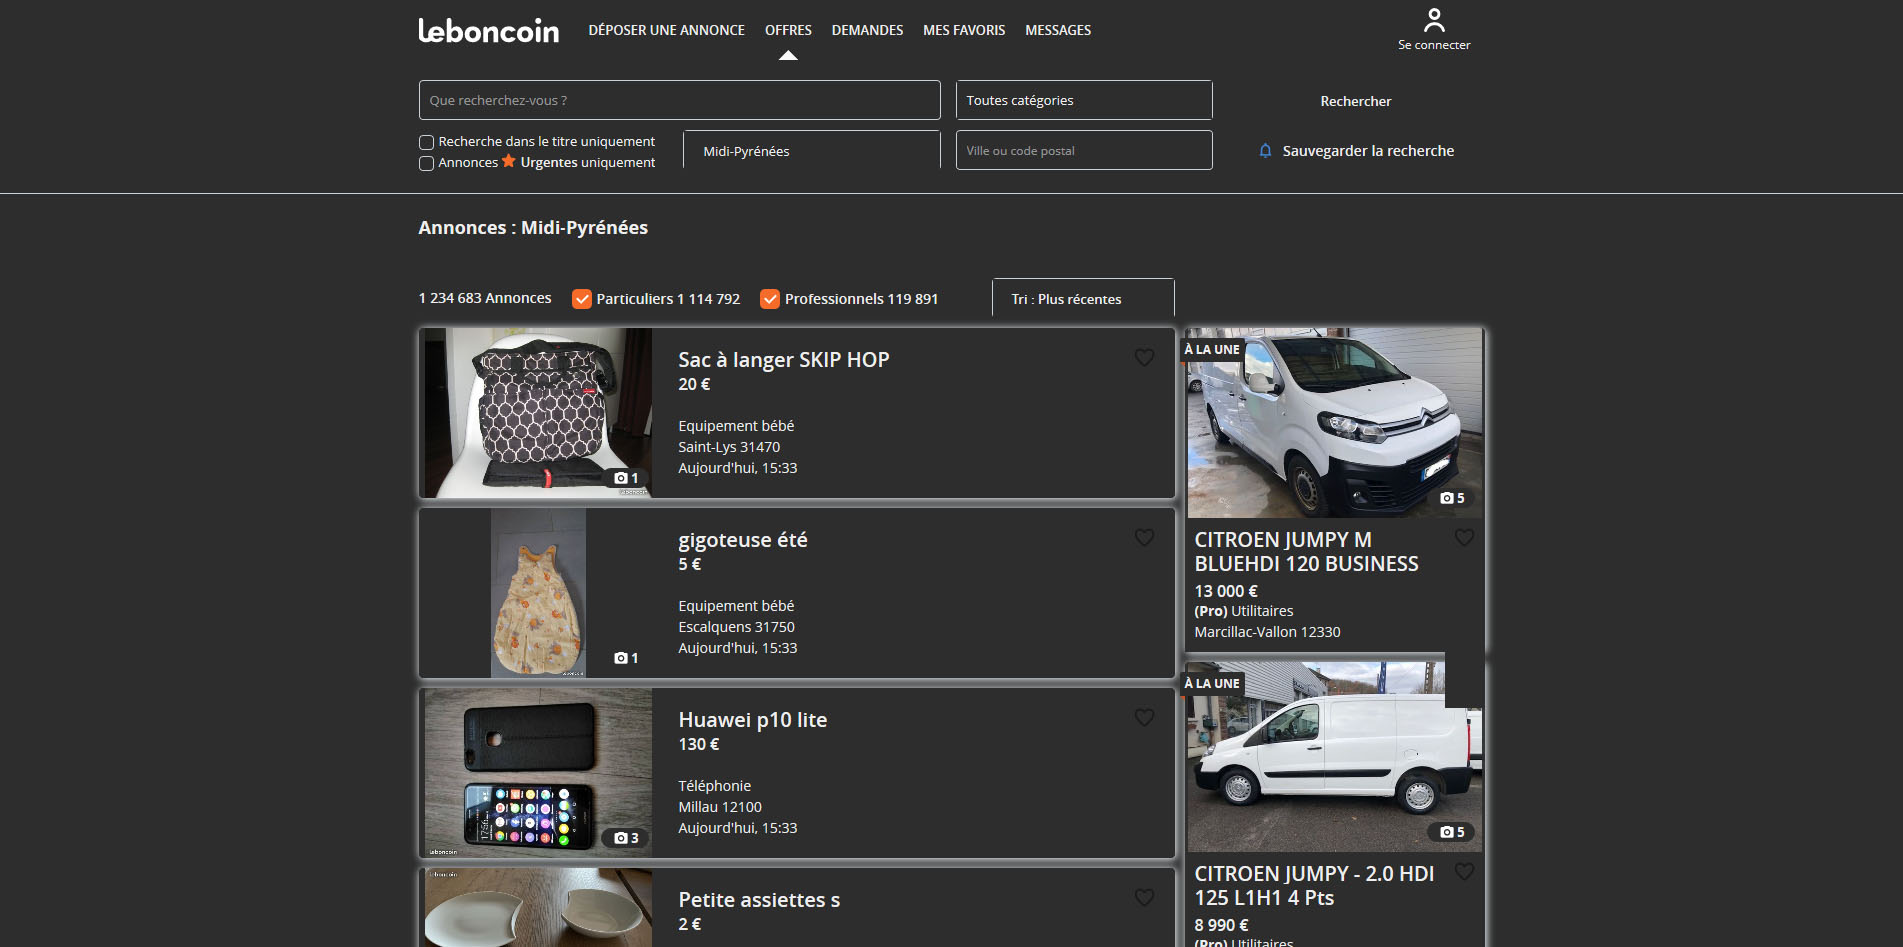 leboncoin
DÉPOSER UNE ANNONCE
OFFRES
DEMANDES
MES FAVORIS
MESSAGES
Se connecter
Que recherchez-vous ?
Toutes catégories
Rechercher
Recherche dans le titre uniquement
Annonces Urgentes uniquement
Midi-Pyrénées
Ville ou code postal
Sauvegarder la recherche
Annonces : Midi-Pyrénées
1 234 683 Annonces
Particuliers 1 114 792
Professionnels 119 891
Tri : Plus récentes
Sac à langer SKIP HOP
20 €
Equipement bébé
Saint-Lys 31470
Aujourd'hui, 15:33
1
leboncoin
gigoteuse été
5 €
Equipement bébé
Escalquens 31750
Aujourd'hui, 15:33
1
leboncoin
Huawei p10 lite
130 €
Téléphonie
Millau 12100
Aujourd'hui, 15:33
3
leboncoin
leboncoin
Petite assiettes s
2 €
À LA UNE
5
CITROEN JUMPY M
BLUEHDI 120 BUSINESS
13 000 €
(Pro) Utilitaires
Marcillac-Vallon 12330
À LA UNE
5
CITROEN JUMPY - 2.0 HDI
125 L1H1 4 Pts
8 990 €
(Pro) Utilitaires